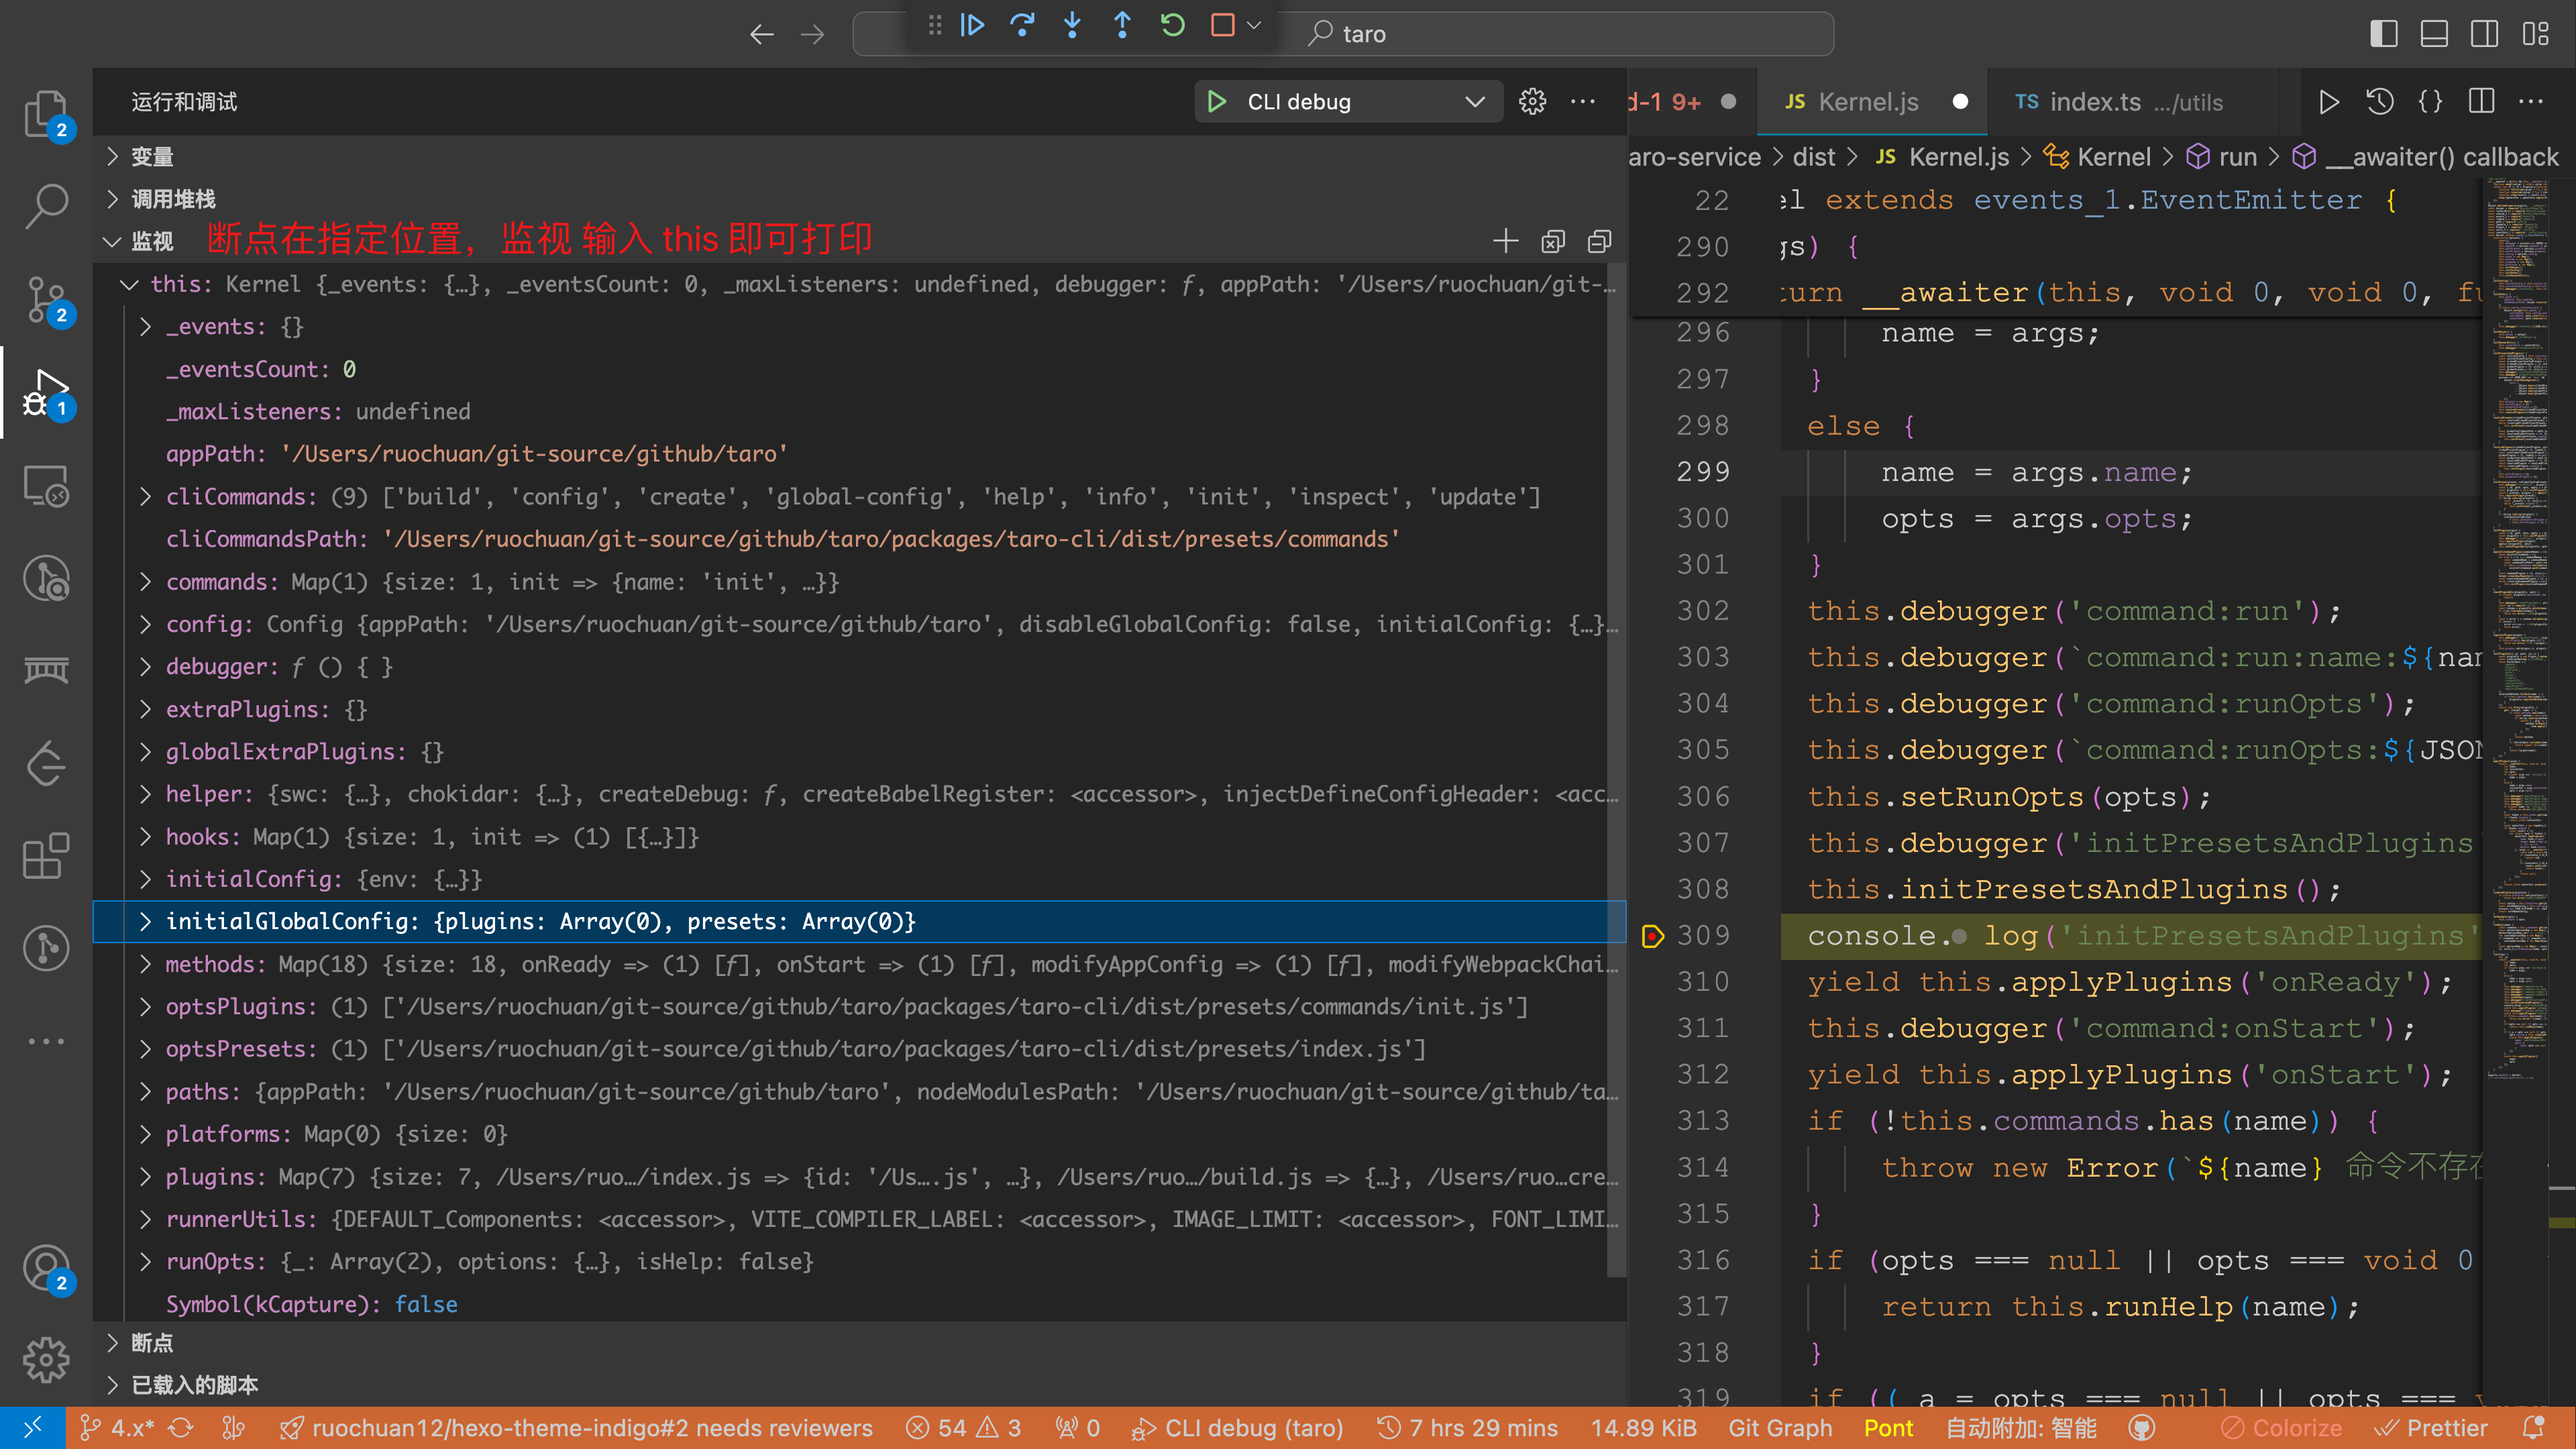 taro
运行和调试
CLI debug
变量
调用堆栈
监视
断点在指定位置，监视 输入 this 即可打印
this: Kernel {_events: {…}, _eventsCount: 0, _maxListeners: undefined, debugger: ƒ, appPath: '/Users/ruochuan/git-…
_events: {}
_eventsCount: 0
_maxListeners: undefined
appPath: '/Users/ruochuan/git-source/github/taro'
cliCommands: (9) ['build', 'config', 'create', 'global-config', 'help', 'info', 'init', 'inspect', 'update']
cliCommandsPath: '/Users/ruochuan/git-source/github/taro/packages/taro-cli/dist/presets/commands'
commands: Map(1) {size: 1, init => {name: 'init', …}}
config: Config {appPath: '/Users/ruochuan/git-source/github/taro', disableGlobalConfig: false, initialConfig: {…}…
debugger: ƒ () { }
extraPlugins: {}
globalExtraPlugins: {}
helper: {swc: {…}, chokidar: {…}, createDebug: ƒ, createBabelRegister: <accessor>, injectDefineConfigHeader: <acc…
hooks: Map(1) {size: 1, init => (1) [{…}]}
initialConfig: {env: {…}}
initialGlobalConfig: {plugins: Array(0), presets: Array(0)}
methods: Map(18) {size: 18, onReady => (1) [ƒ], onStart => (1) [ƒ], modifyAppConfig => (1) [ƒ], modifyWebpackChai…
optsPlugins: (1) ['/Users/ruochuan/git-source/github/taro/packages/taro-cli/dist/presets/commands/init.js']
optsPresets: (1) ['/Users/ruochuan/git-source/github/taro/packages/taro-cli/dist/presets/index.js']
paths: {appPath: '/Users/ruochuan/git-source/github/taro', nodeModulesPath: '/Users/ruochuan/git-source/github/ta…
platforms: Map(0) {size: 0}
plugins: Map(7) {size: 7, /Users/ruo…/index.js => {id: '/Us….js', …}, /Users/ruo…/build.js => {…}, /Users/ruo…cre…
runnerUtils: {DEFAULT_Components: <accessor>, VITE_COMPILER_LABEL: <accessor>, IMAGE_LIMIT: <accessor>, FONT_LIMI…
runOpts: {_: Array(2), options: {…}, isHelp: false}
Symbol(kCapture): false
断点
已载入的脚本
d-1 9+
JS Kernel.js
TS index.ts …/utils
aro-service > dist > JS Kernel.js > Kernel > run > __awaiter() callback
22 el extends events_1.EventEmitter {
290 gs) {
292 turn __awaiter(this, void 0, void 0, fu
296 name = args;
297 }
298 else {
299 name = args.name;
300 opts = args.opts;
301 }
302 this.debugger('command:run');
303 this.debugger(`command:run:name:${nam
304 this.debugger('command:runOpts');
305 this.debugger(`command:runOpts:${JSON
306 this.setRunOpts(opts);
307 this.debugger('initPresetsAndPlugins'
308 this.initPresetsAndPlugins();
309 console. log('initPresetsAndPlugins'
310 yield this.applyPlugins('onReady');
311 this.debugger('command:onStart');
312 yield this.applyPlugins('onStart');
313 if (!this.commands.has(name)) {
314 throw new Error(`${name} 命令不存在
315 }
316 if (opts === null || opts === void 0
317 return this.runHelp(name);
318 }
319 if ((_a = opts === null || opts === v
2
2
1
2
4.x*
ruochuan12/hexo-theme-indigo#2 needs reviewers
54 3
0
CLI debug (taro)
7 hrs 29 mins
14.89 KiB
Git Graph
Pont
自动附加: 智能
Colorize
Prettier